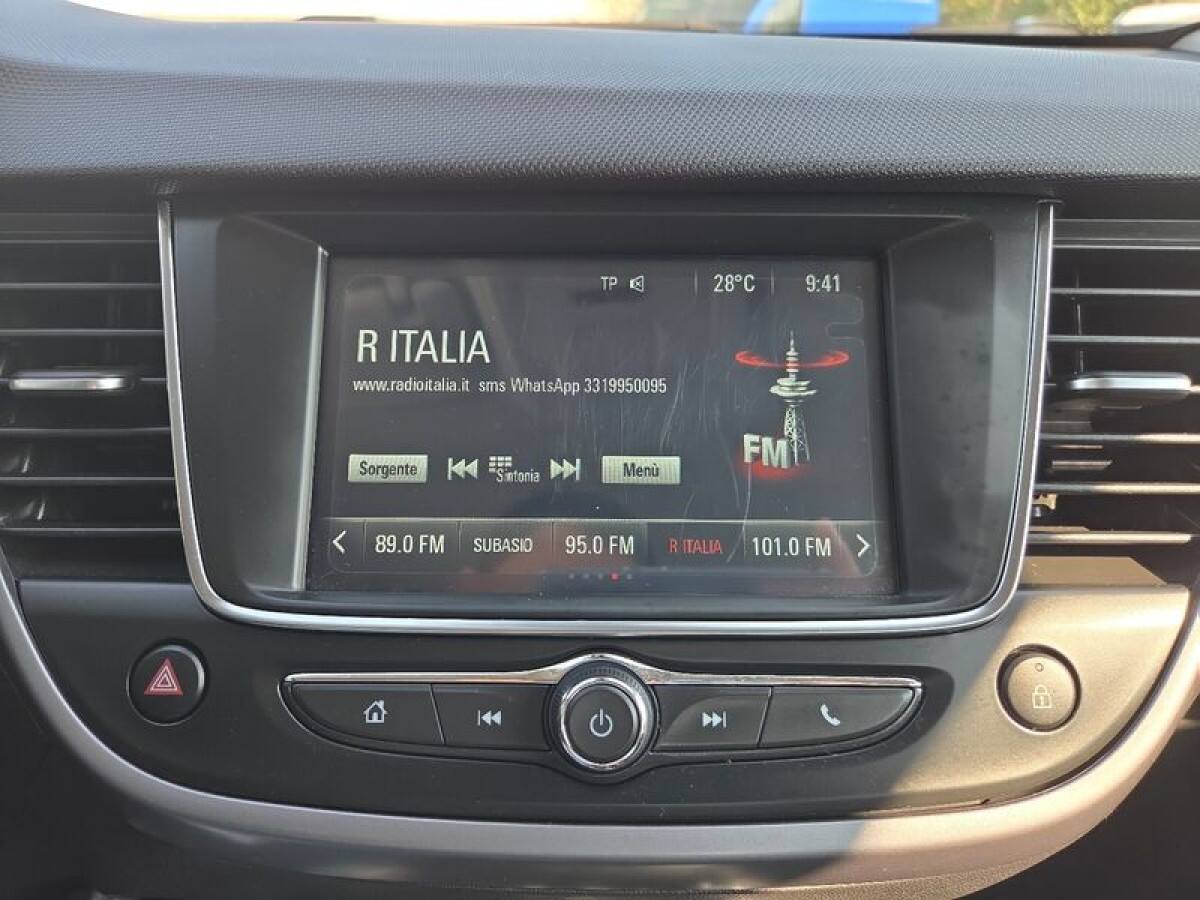 TP 28°C 9:41
R ITALIA
www.radioitalia.it sms WhatsApp 3319950095
FM
Sorgente Sintonia Menù
89.0 FM SUBASIO 95.0 FM R ITALIA 101.0 FM